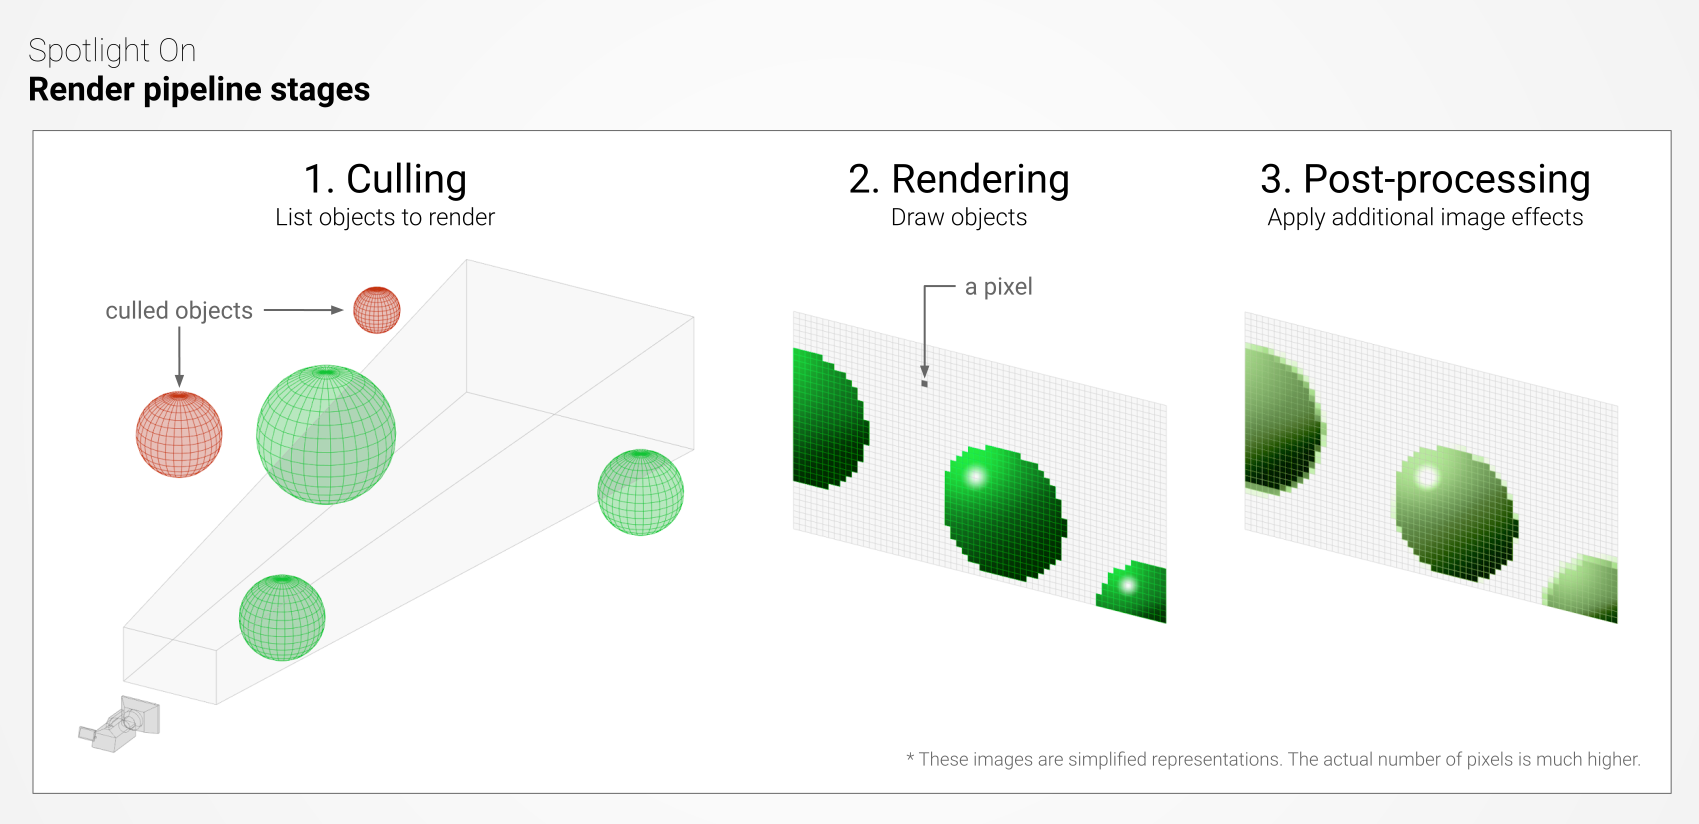 Spotlight On
Render pipeline stages
1. Culling
List objects to render
culled objects
2. Rendering
Draw objects
a pixel
3. Post-processing
Apply additional image effects
* These images are simplified representations. The actual number of pixels is much higher.